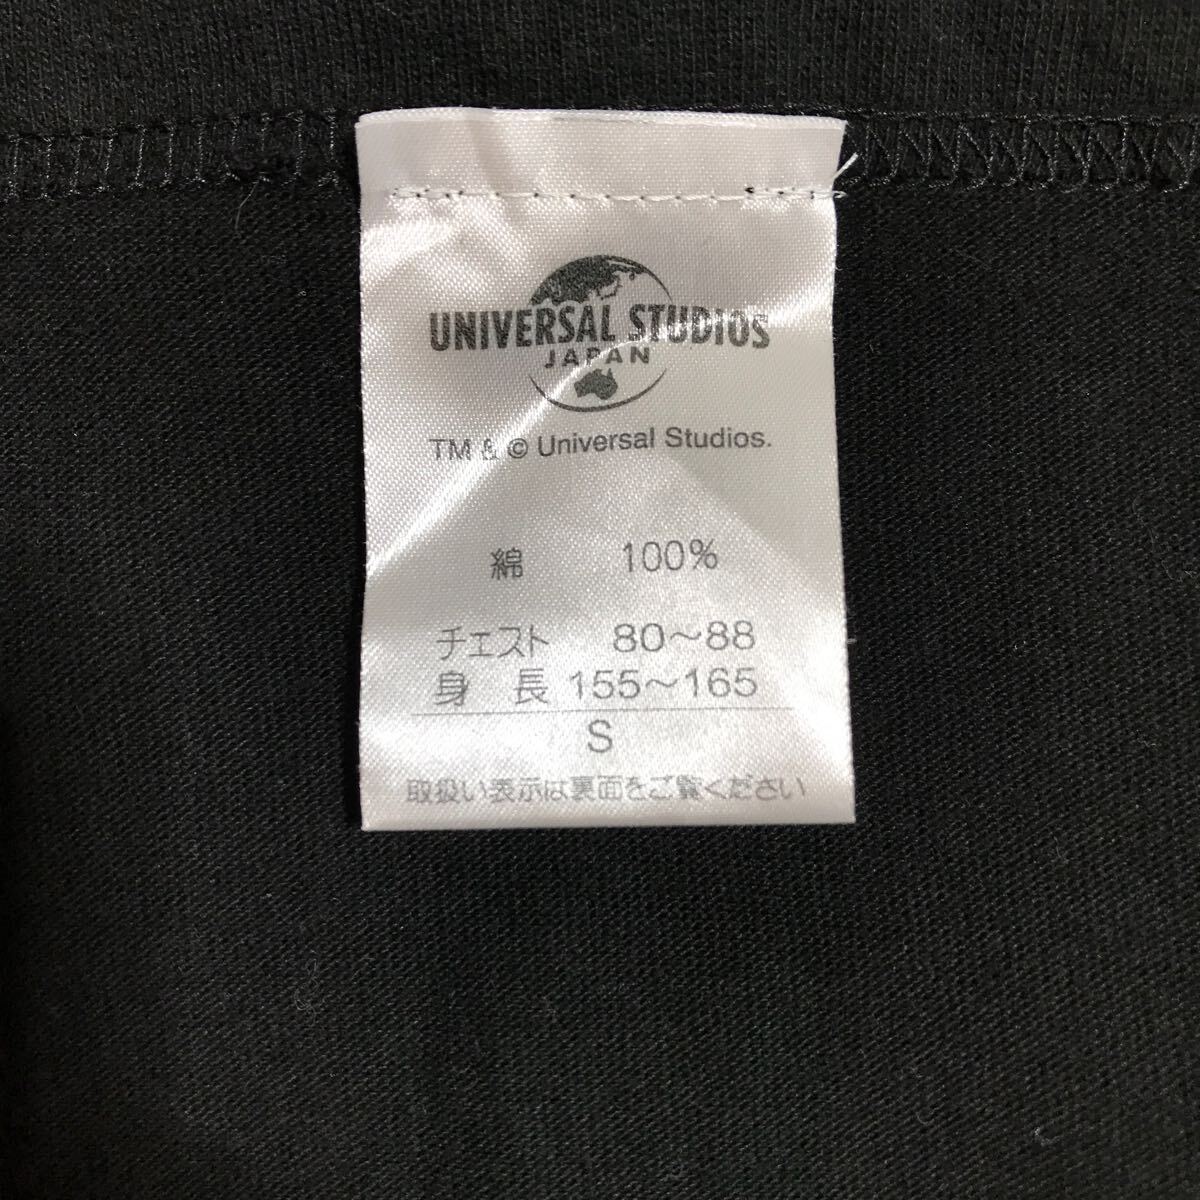 UNIVERSAL STUDIOS
JAPAN
TM & © Universal Studios.
綿 100%
チェスト 80～88
身 長 155～165
S
取扱い表示は裏面をご覧ください